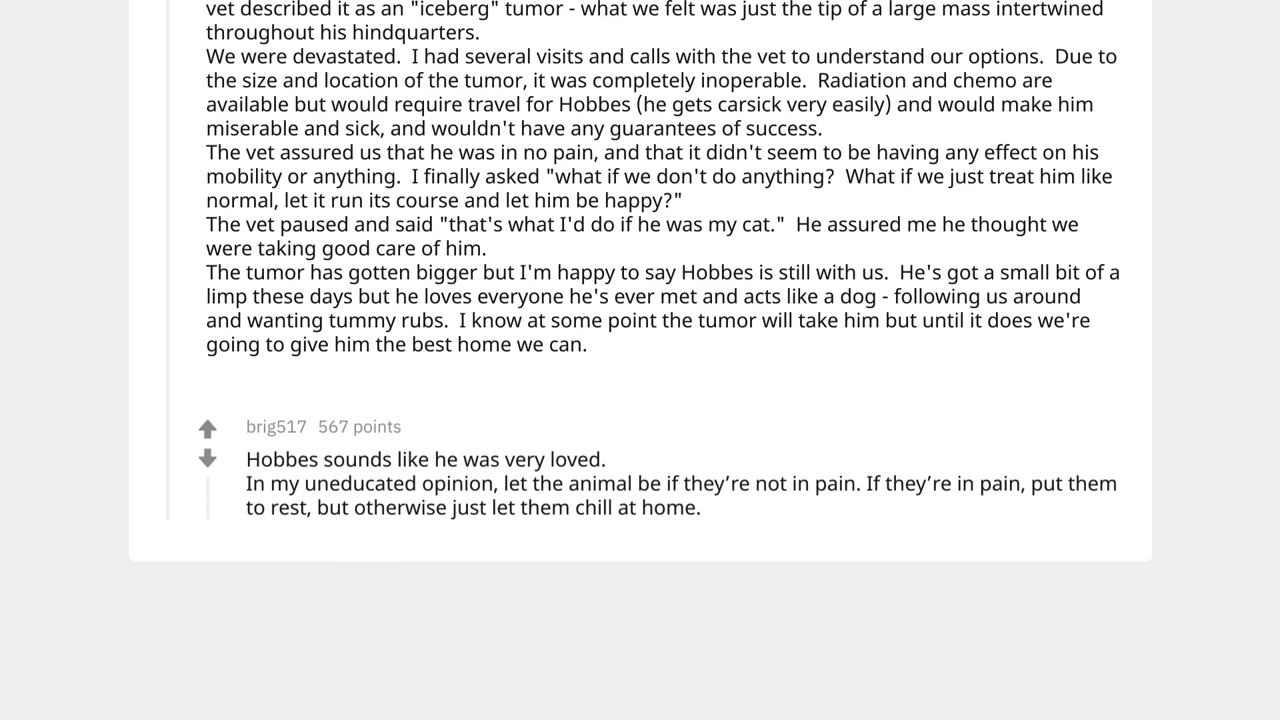 vet described it as an "iceberg" tumor - what we felt was just the tip of a large mass intertwined
throughout his hindquarters.
We were devastated.  I had several visits and calls with the vet to understand our options.  Due to
the size and location of the tumor, it was completely inoperable.  Radiation and chemo are
available but would require travel for Hobbes (he gets carsick very easily) and would make him
miserable and sick, and wouldn't have any guarantees of success.
The vet assured us that he was in no pain, and that it didn't seem to be having any effect on his
mobility or anything.  I finally asked "what if we don't do anything?  What if we just treat him like
normal, let it run its course and let him be happy?"
The vet paused and said "that's what I'd do if he was my cat."  He assured me he thought we
were taking good care of him.
The tumor has gotten bigger but I'm happy to say Hobbes is still with us.  He's got a small bit of a
limp these days but he loves everyone he's ever met and acts like a dog - following us around
and wanting tummy rubs.  I know at some point the tumor will take him but until it does we're
going to give him the best home we can.
brig517 567 points
Hobbes sounds like he was very loved.
In my uneducated opinion, let the animal be if they’re not in pain. If they’re in pain, put them
to rest, but otherwise just let them chill at home.